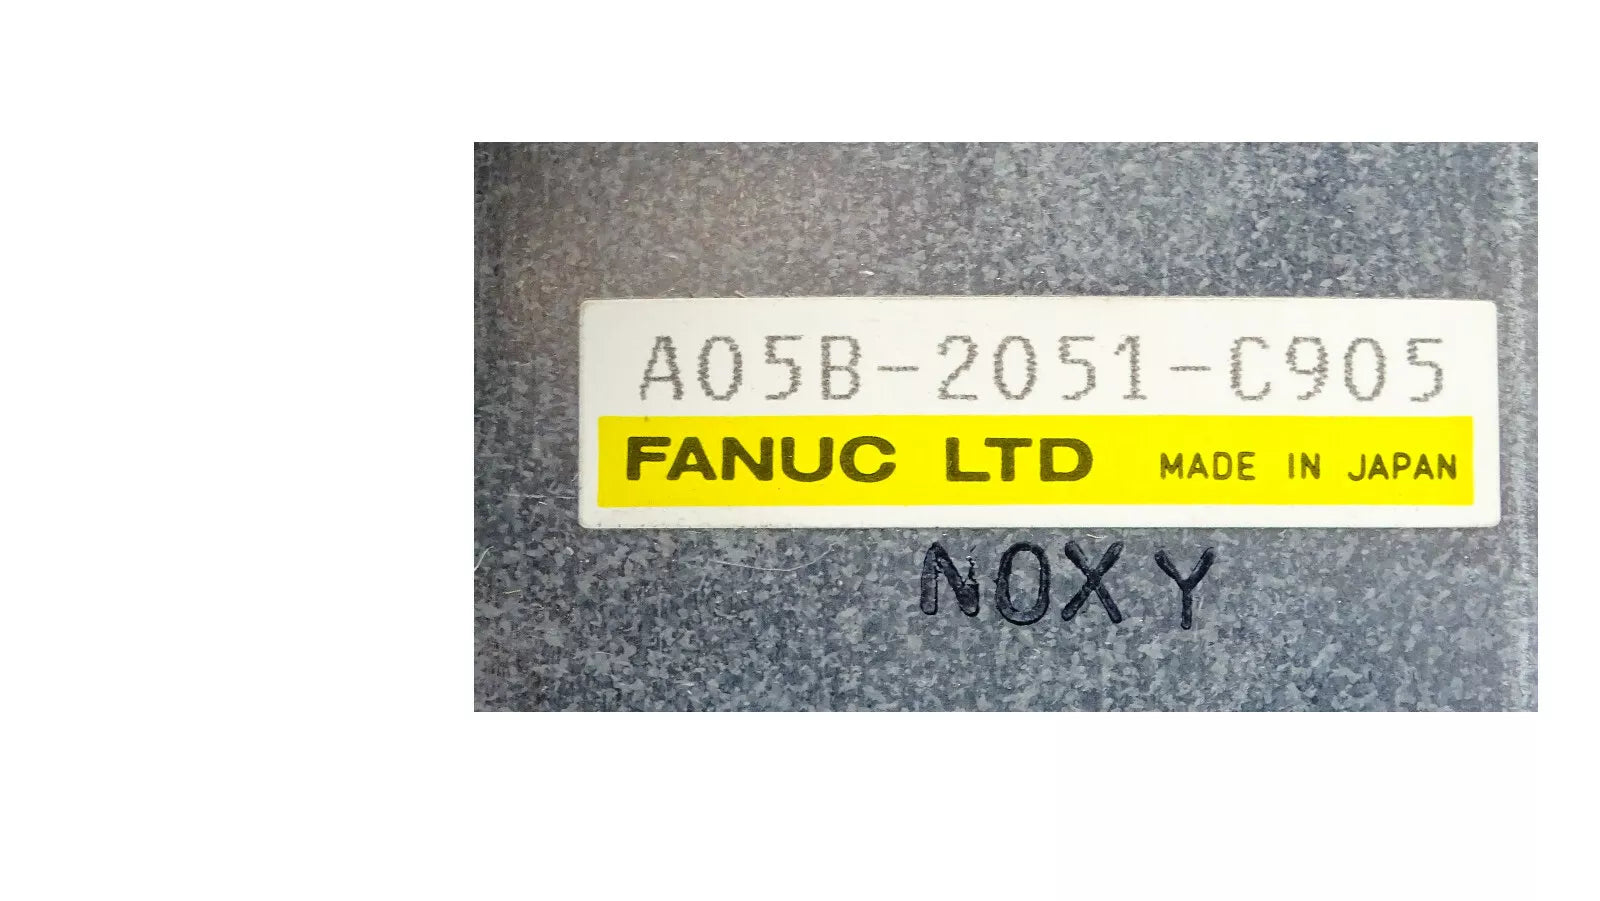 A05B-2051-C905
FANUC LTD MADE IN JAPAN
NOXY